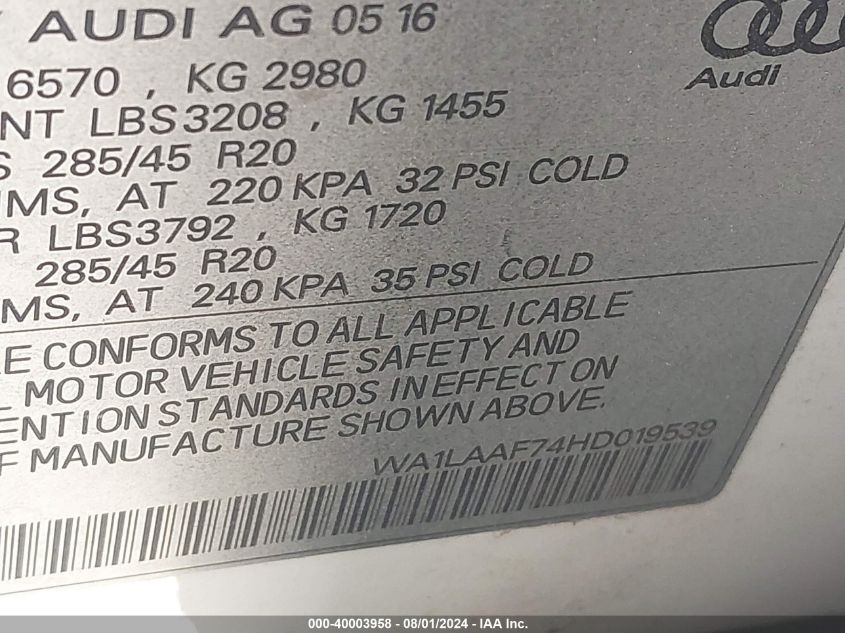 AUDI AG 05 16
Audi
6570 , KG 2980
NT LBS 3208 , KG 1455
S 285/45 R20
IMS, AT 220 KPA 32 PSI COLD
R LBS3792 , KG 1720
285/45 R20
MS, AT 240 KPA 35 PSI COLD
E CONFORMS TO ALL APPLICABLE
MOTOR VEHICLE SAFETY AND
ENTION STANDARDS IN EFFECT ON
F MANUFACTURE SHOWN ABOVE.
WA1LAAF74HD019539
000-40003958 - 08/01/2024 - IAA Inc.